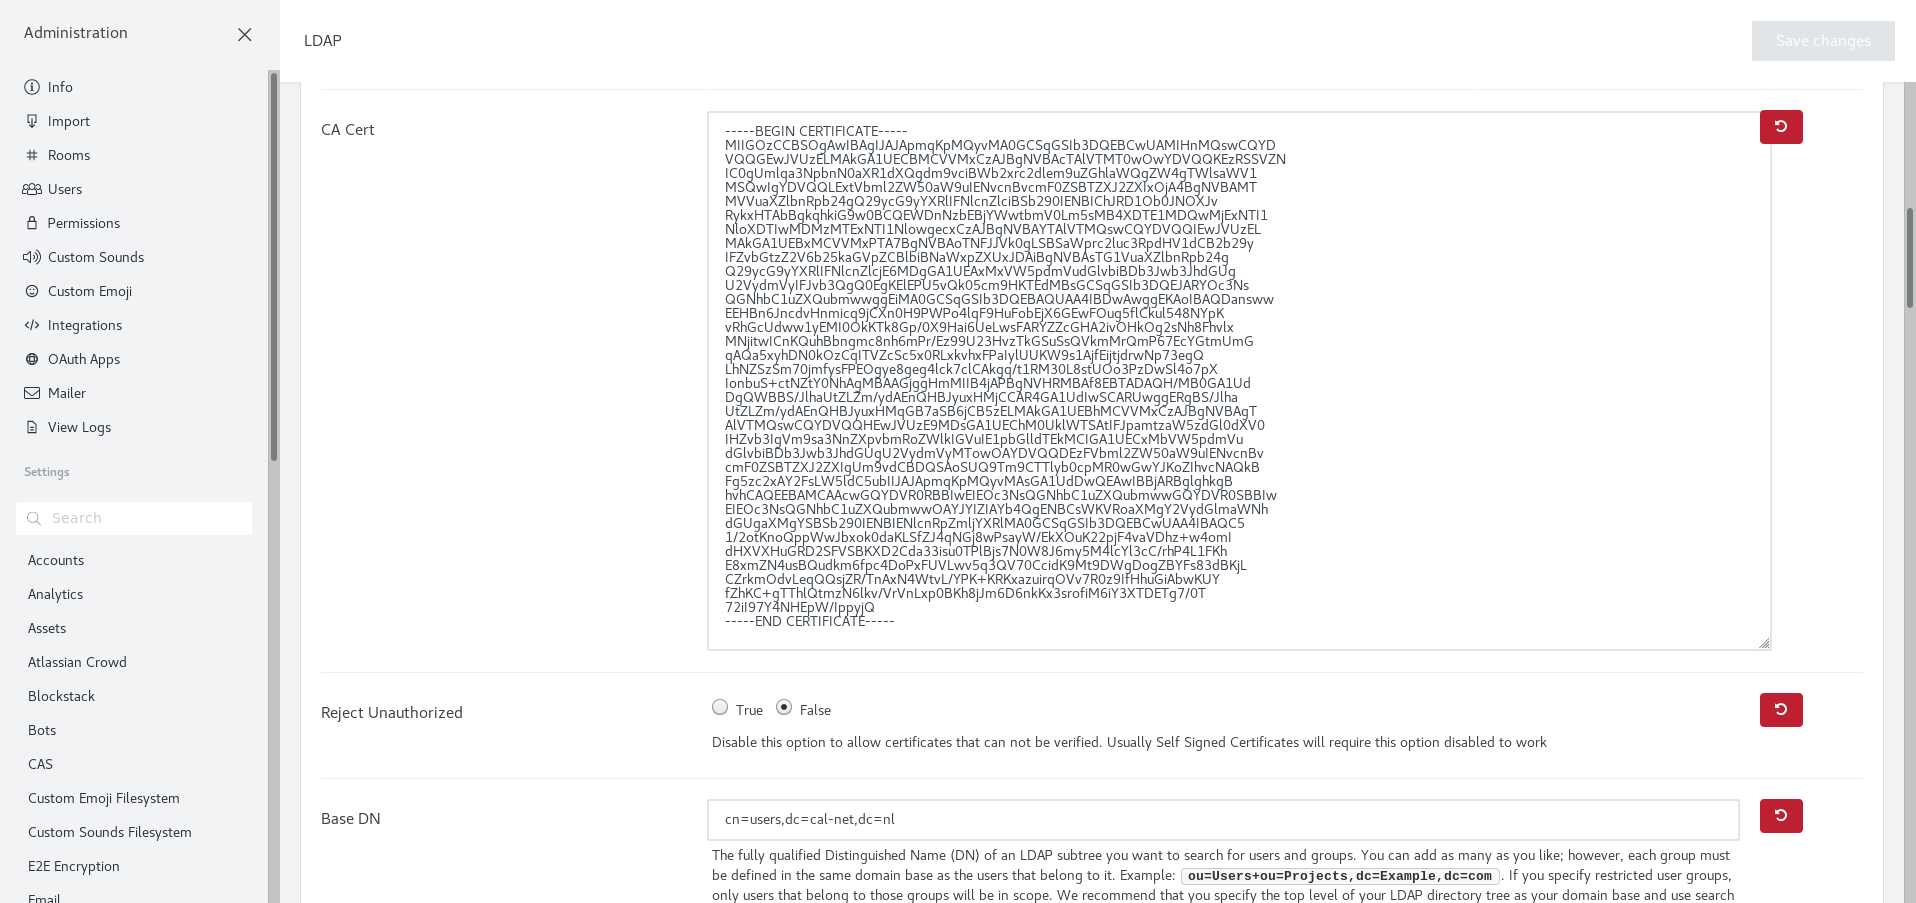 Administration
LDAP
Save changes
Info
Import
Rooms
Users
Permissions
Custom Sounds
Custom Emoji
Integrations
OAuth Apps
Mailer
View Logs
Settings
Search
Accounts
Analytics
Assets
Atlassian Crowd
Blockstack
Bots
CAS
Custom Emoji Filesystem
Custom Sounds Filesystem
E2E Encryption
Email
CA Cert
-----BEGIN CERTIFICATE-----
MIIGOzCCBSOgAwIBAgIJAJApmqKpMQyvMA0GCSqGSIb3DQEBCwUAMIHnMQswCQYD
VQQGEwJVUzELMAkGA1UECBMCVVMxCzAJBgNVBAcTAlVTMT0wOwYDVQQKEzRSSVZN
IC0gUmlqa3NpbnN0aXR1dXQgdm9vciBWb2xrc2dlem9uZGhlaWQgZW4gTWlsaWV1
MSQwIgYDVQQLExtVbml2ZW50aW9uIENvcnBvcmF0ZSBTZXJ2ZXIxOjA4BgNVBAMT
MVVuaXZlbnRpb24gQ29ycG9yYXRlIFNlcnZlciBSb290IENBIChJRD1Ob0JNOXJv
RykxHTAbBgkqhkiG9w0BCQEWDnNzbEBjYWwtbmV0Lm5sMB4XDTE1MDQwMjExNTI1
NloXDTIwMDMzMTExNTI1NlowgecxCzAJBgNVBAYTAlVTMQswCQYDVQQIEwJVUzEL
MAkGA1UEBxMCVVMxPTA7BgNVBAoTNFJJVk0gLSBSaWprc2luc3RpdHV1dCB2b29y
IFZvbGtzZ2V6b25kaGVpZCBlbiBNaWxpZXUxJDAiBgNVBAsTG1VuaXZlbnRpb24g
Q29ycG9yYXRlIFNlcnZlcjE6MDgGA1UEAxMxVW5pdmVudGlvbiBDb3Jwb3JhdGUg
U2VydmVyIFJvb3QgQ0EgKElEPU5vQk05cm9HKTEdMBsGCSqGSIb3DQEJARYOc3Ns
QGNhbC1uZXQubmwwggEiMA0GCSqGSIb3DQEBAQUAA4IBDwAwggEKAoIBAQDansww
EEHBn6JncdvHnmicq9jCXn0H9PWPo4lqF9HuFobEjX6GEwFOug5flCkul548NYpK
vRhGcUdww1yEMI0OkKTk8Gp/0X9Hai6UeLwsFARYZZcGHA2ivOHkOg2sNh8Fhvlx
MNjitwICnKQuhBbngmc8nh6mPr/Ez99U23HvzTkGSuSsQVkmMrQmP67EcYGtmUmG
qAQa5xyhDN0kOzCqITVZcSc5x0RLxkvhxFPaIylUUKW9s1AjfEijtjdrwNp73egQ
LhNZSzSm70jmfysFPEOgye8geg4lck7clCAkgq/t1RM30L8stUOo3PzDwSl4o7pX
IonbuS+ctNZtY0NhAgMBAAGjggHmMIIB4jAPBgNVHRMBAf8EBTADAQH/MB0GA1Ud
DgQWBBS/JlhaUtZLZm/ydAEnQHBJyuxHMjCCAR4GA1UdIwSCARUwggERgBS/Jlha
UtZLZm/ydAEnQHBJyuxHMqGB7aSB6jCB5zELMAkGA1UEBhMCVVMxCzAJBgNVBAgT
AlVTMQswCQYDVQQHEwJVUzE9MDsGA1UEChM0UklWTSAtIFJpamtzaW5zdGl0dXV0
IHZvb3IgVm9sa3NnZXpvbmRoZWlkIGVuIE1pbGlldTEkMCIGA1UECxMbVW5pdmVu
dGlvbiBDb3Jwb3JhdGUgU2VydmVyMTowOAYDVQQDEzFVbml2ZW50aW9uIENvcnBv
cmF0ZSBTZXJ2ZXIgUm9vdCBDQSAoSUQ9Tm9CTTlyb0cpMR0wGwYJKoZIhvcNAQkB
Fg5zc2xAY2FsLW5ldC5ubIIJAJApmqKpMQyvMAsGA1UdDwQEAwIBBjARBglghkgB
hvhCAQEEBAMCAAcwGQYDVR0RBBIwEIEOc3NsQGNhbC1uZXQubmwwGQYDVR0SBBIw
EIEOc3NsQGNhbC1uZXQubmwwOAYJYIZIAYb4QgENBCsWKVRoaXMgY2VydGlmaWNh
dGUgaXMgYSBSb290IENBIENlcnRpZmljYXRlMA0GCSqGSIb3DQEBCwUAA4IBAQC5
1/2otKnoQppWwJbxok0daKLSfZJ4qNGj8wPsayW/EkXOuK22pjF4vaVDhz+w4omI
dHXVXHuGRD2SFVSBKXD2Cda33isu0TPlBjs7N0W8J6my5M4lcYl3cC/rhP4L1FKh
E8xmZN4usBQudkm6fpc4DoPxFUVLwv5q3QV70CcidK9Mt9DWgDogZBYFs83dBKjL
CZrkmOdvLeqQQsjZR/TnAxN4WtvL/YPK+KRKxazuirqOVv7R0z9IfHhuGiAbwKUY
fZhKC+gTThlQtmzN6lkv/VrVnLxp0BKh8jJm6D6nkKx3srofiM6iY3XTDETg7/0T
72iI97Y4NHEpW/IppyjQ
-----END CERTIFICATE-----
Reject Unauthorized
True False
Disable this option to allow certificates that can not be verified. Usually Self Signed Certificates will require this option disabled to work
Base DN
cn=users,dc=cal-net,dc=nl
The fully qualified Distinguished Name (DN) of an LDAP subtree you want to search for users and groups. You can add as many as you like; however, each group must
be defined in the same domain base as the users that belong to it. Example: ou=Users+ou=Projects,dc=Example,dc=com. If you specify restricted user groups,
only users that belong to those groups will be in scope. We recommend that you specify the top level of your LDAP directory tree as your domain base and use search